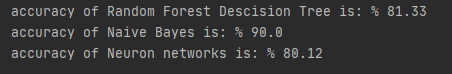 accuracy of Random Forest Descision Tree is: % 81.33
accuracy of Naive Bayes is: % 90.0
accuracy of Neuron networks is: % 80.12